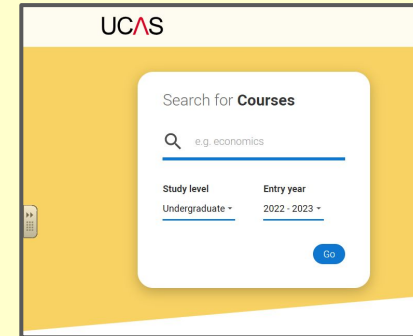 UCAS
Search for Courses
e.g. economics
Study level Entry year
Undergraduate 2022 - 2023
Go